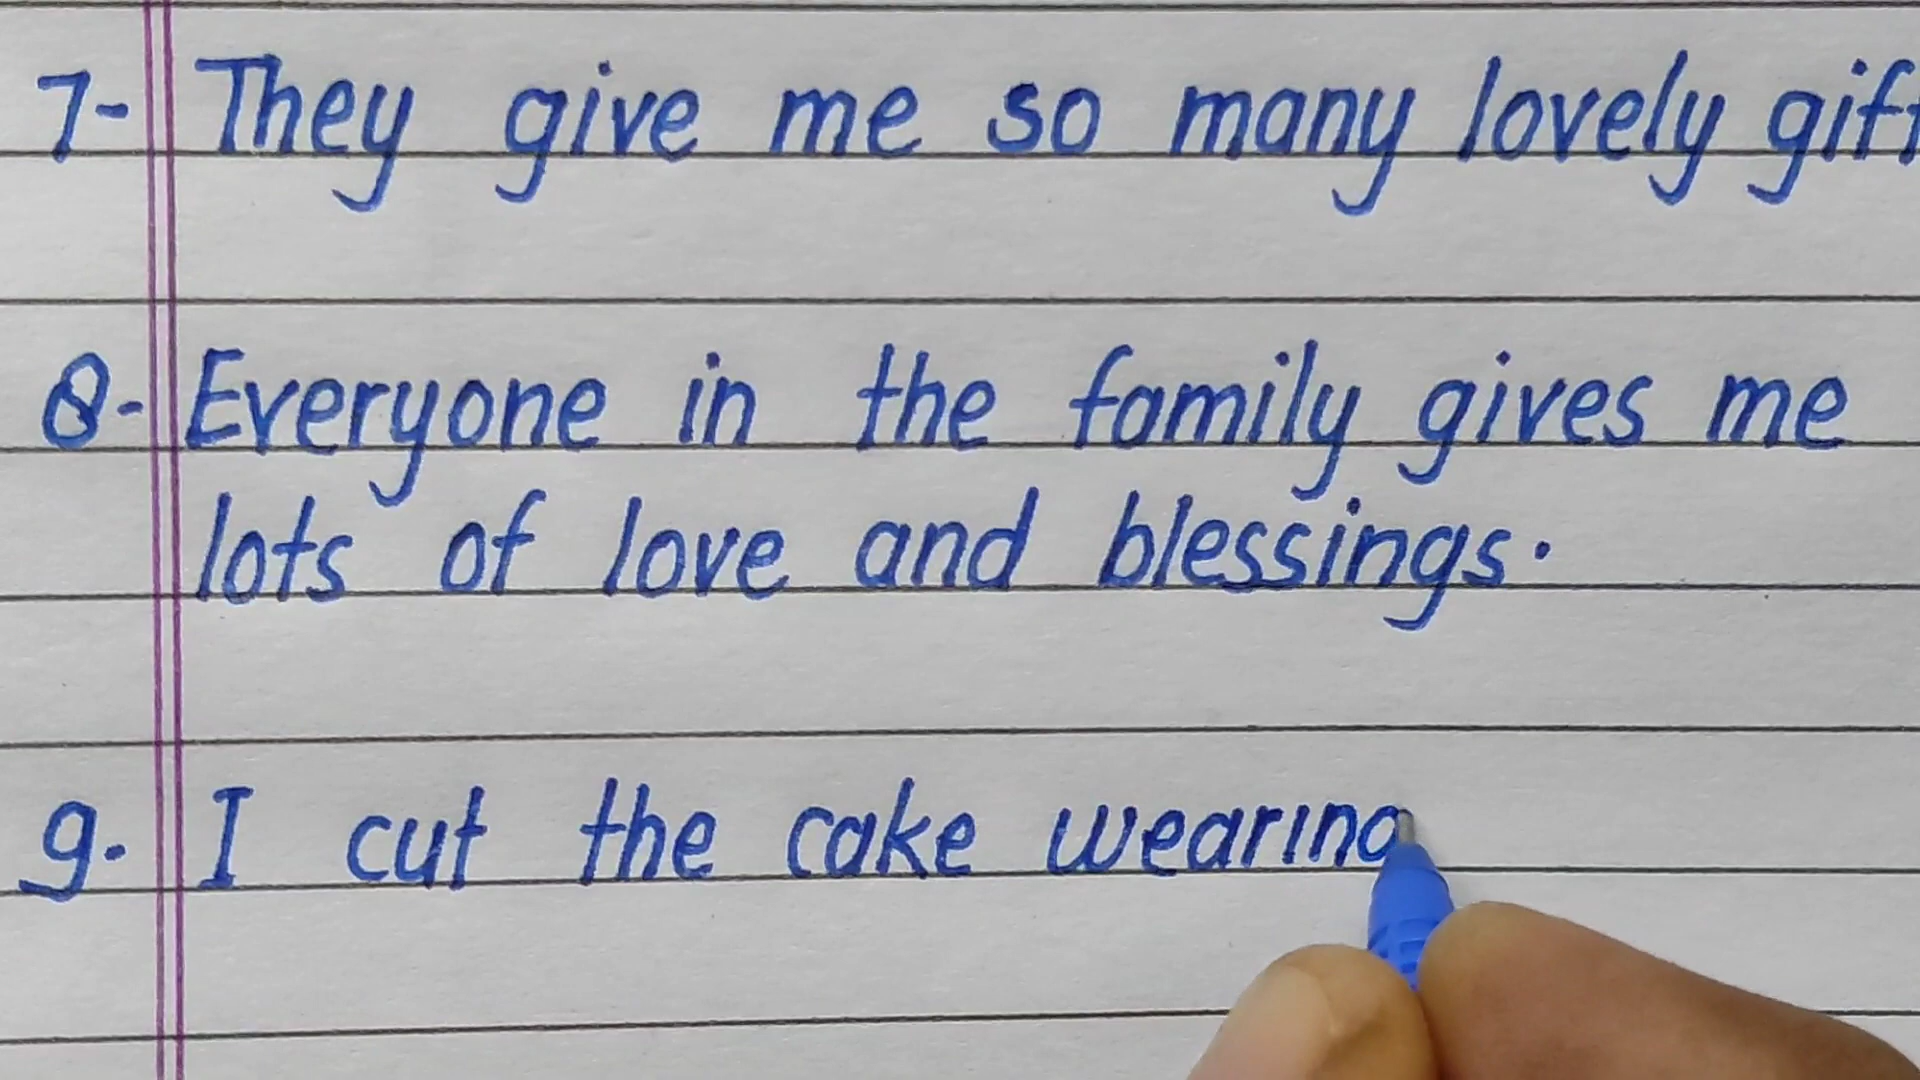 7- They give me so many lovely gif
8- Everyone in the family gives me
lots of love and blessings.
9. I cut the cake wearing